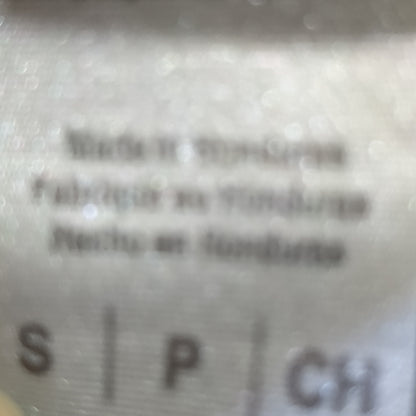 Made in Honduras
Fabriqué au Honduras
Hecho en Honduras
S | P | CH